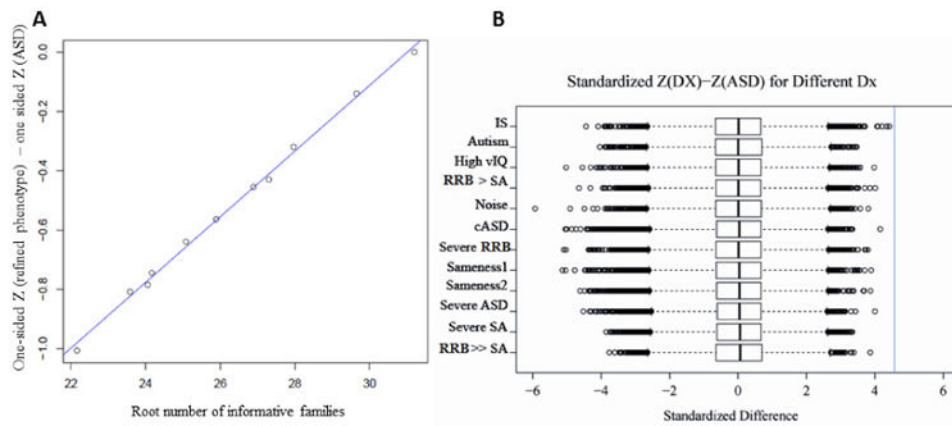 A
One-sided Z (refined phenotype) – one sided Z (ASD)
0.0
-0.2
-0.4
-0.6
-0.8
-1.0
22 24 26 28 30
Root number of informative families
B
Standardized Z(DX)-Z(ASD) for Different Dx
IS
Autism
High vIQ
RRB > SA
Noise
cASD
Severe RRB
Sameness1
Sameness2
Severe ASD
Severe SA
RRB >> SA
-6 -4 -2 0 2 4 6
Standardized Difference